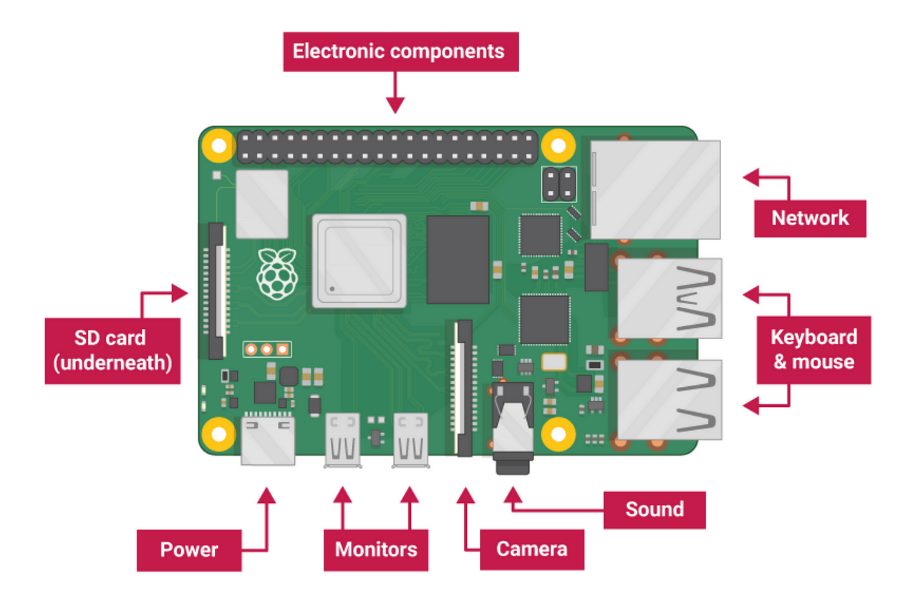 Electronic components
Network
SD card
(underneath)
Keyboard
& mouse
Sound
Power
Monitors
Camera